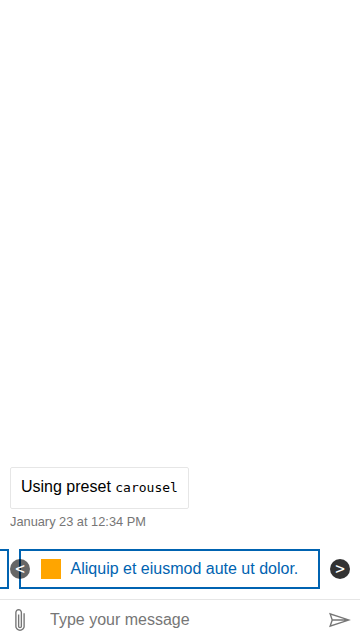 Using preset carousel
January 23 at 12:34 PM
< Aliquip et eiusmod aute ut dolor. >
Type your message